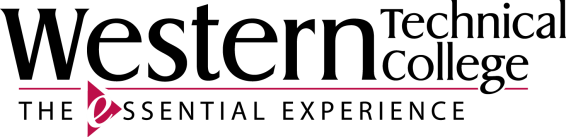 Western Technical College
THE eSSENTIAL EXPERIENCE